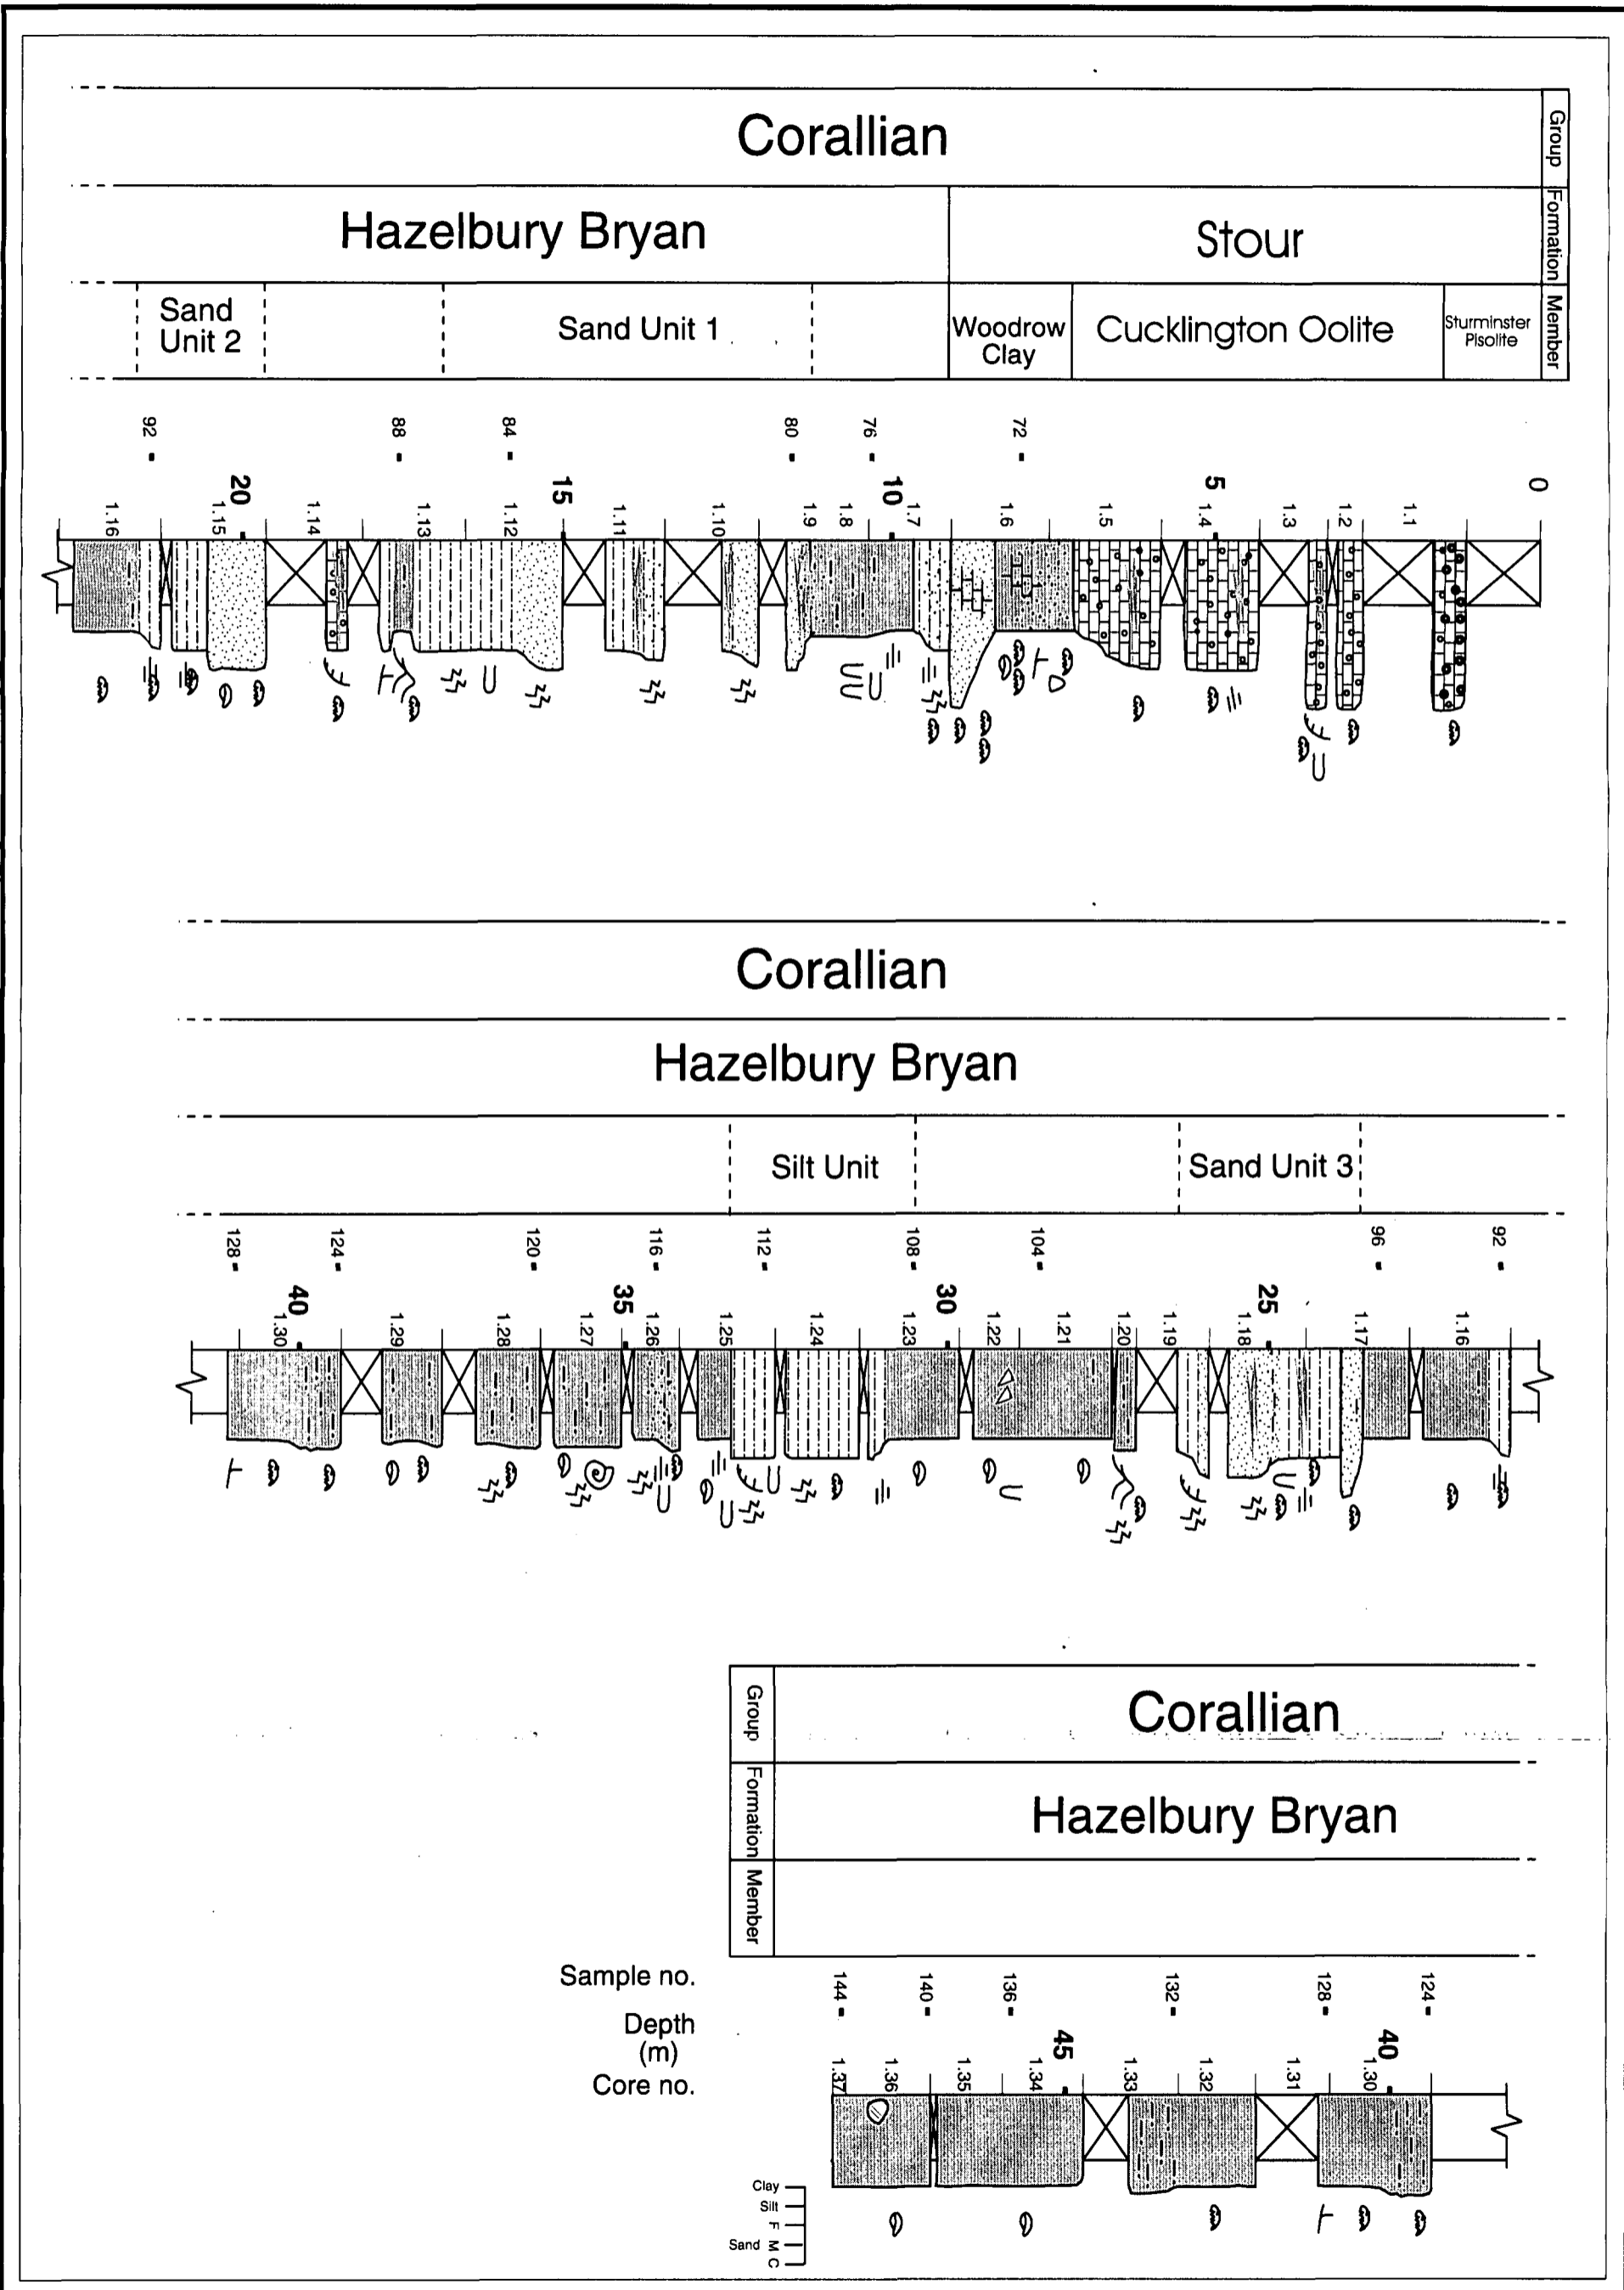 Group
Corallian
Formation
Hazelbury Bryan
Stour
Member
Sand
Unit 2
Sand Unit 1
Woodrow
Clay
Cucklington Oolite
Sturminster
Pisolite
92
88
84
80
76
72
20
15
10
5
0
1.16
1.15
1.14
1.13
1.12
1.11
1.10
1.9
1.8
1.7
1.6
1.5
1.4
1.3
1.2
1.1
Corallian
Hazelbury Bryan
Silt Unit
Sand Unit 3
128
124
120
116
112
108
104
96
92
40
35
30
25
1.30
1.29
1.28
1.27
1.26
1.25
1.24
1.23
1.22
1.21
1.20
1.19
1.18
1.17
1.16
Group
Corallian
Formation
Hazelbury Bryan
Member
Sample no.
144
140
136
132
128
124
Depth
(m)
45
40
Core no.
1.37
1.36
1.35
1.34
1.33
1.32
1.31
1.30
Clay
Silt
F
Sand M
C